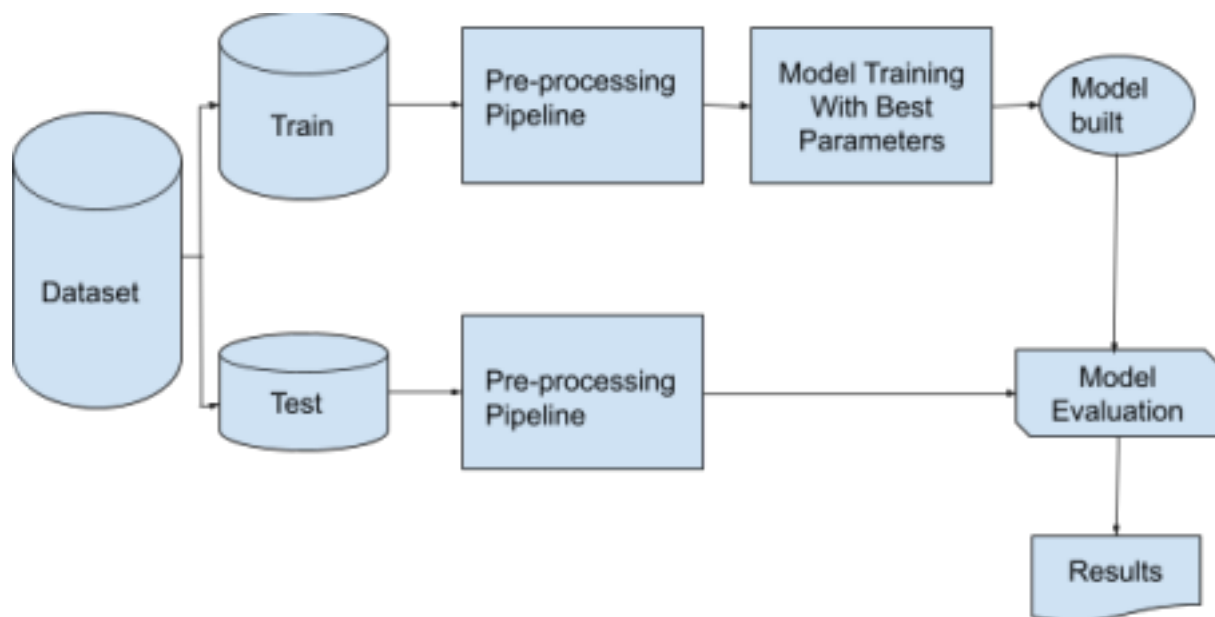 Train
Pre-processing
Pipeline
Model Training
With Best
Parameters
Model
built
Dataset
Test
Pre-processing
Pipeline
Model
Evaluation
Results